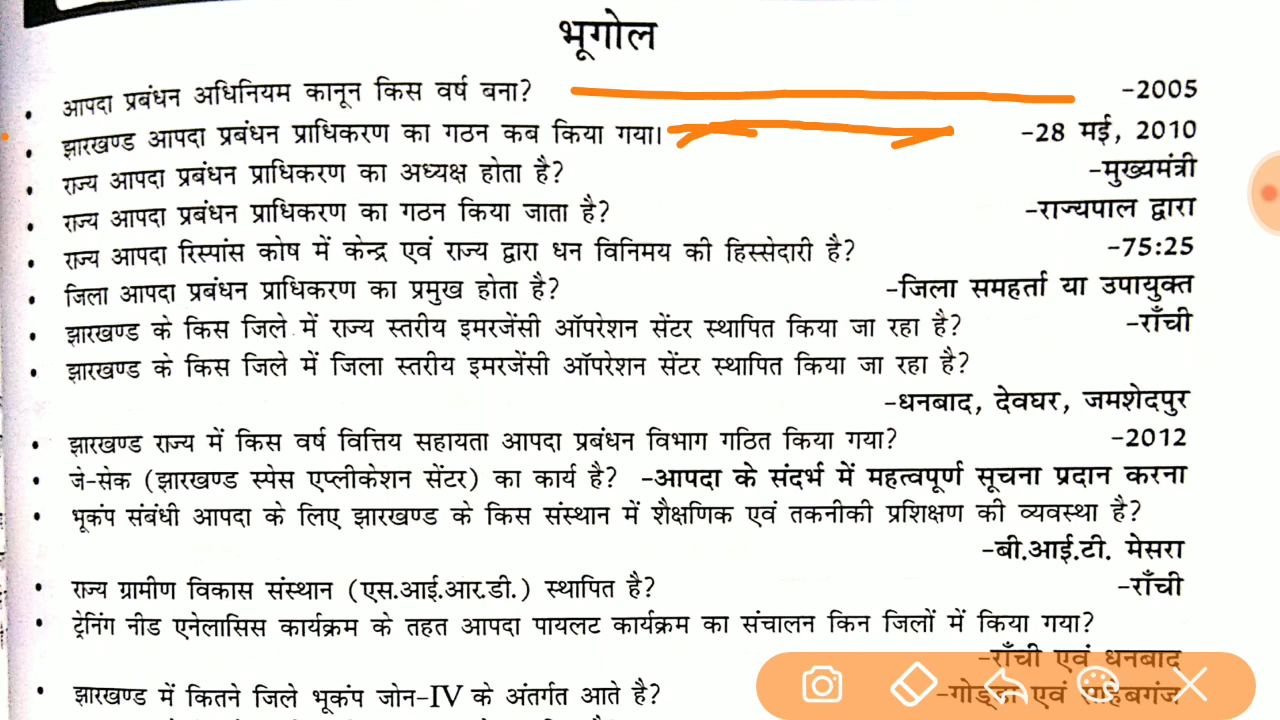 भूगोल
• आपदा प्रबंधन अधिनियम कानून किस वर्ष बना? -2005
• झारखण्ड आपदा प्रबंधन प्राधिकरण का गठन कब किया गया। -28 मई, 2010
• राज्य आपदा प्रबंधन प्राधिकरण का अध्यक्ष होता है? -मुख्यमंत्री
• राज्य आपदा प्रबंधन प्राधिकरण का गठन किया जाता है? -राज्यपाल द्वारा
• राज्य आपदा रिस्पांस कोष में केन्द्र एवं राज्य द्वारा धन विनिमय की हिस्सेदारी है? -75:25
• जिला आपदा प्रबंधन प्राधिकरण का प्रमुख होता है? -जिला समहर्ता या उपायुक्त
• झारखण्ड के किस जिले में राज्य स्तरीय इमरजेंसी ऑपरेशन सेंटर स्थापित किया जा रहा है? -राँची
• झारखण्ड के किस जिले में जिला स्तरीय इमरजेंसी ऑपरेशन सेंटर स्थापित किया जा रहा है?
-धनबाद, देवघर, जमशेदपुर
• झारखण्ड राज्य में किस वर्ष वित्तिय सहायता आपदा प्रबंधन विभाग गठित किया गया? -2012
• जे-सेक (झारखण्ड स्पेस एप्लीकेशन सेंटर) का कार्य है? -आपदा के संदर्भ में महत्वपूर्ण सूचना प्रदान करना
• भूकंप संबंधी आपदा के लिए झारखण्ड के किस संस्थान में शैक्षणिक एवं तकनीकी प्रशिक्षण की व्यवस्था है?
-बी.आई.टी. मेसरा
• राज्य ग्रामीण विकास संस्थान (एस.आई.आर.डी.) स्थापित है? -राँची
• ट्रेनिंग नीड एनेलासिस कार्यक्रम के तहत आपदा पायलट कार्यक्रम का संचालन किन जिलों में किया गया?
-राँची एवं धनबाद
• झारखण्ड में कितने जिले भूकंप जोन-IV के अंतर्गत आते है? -गोड्डा एवं साहेबगंज